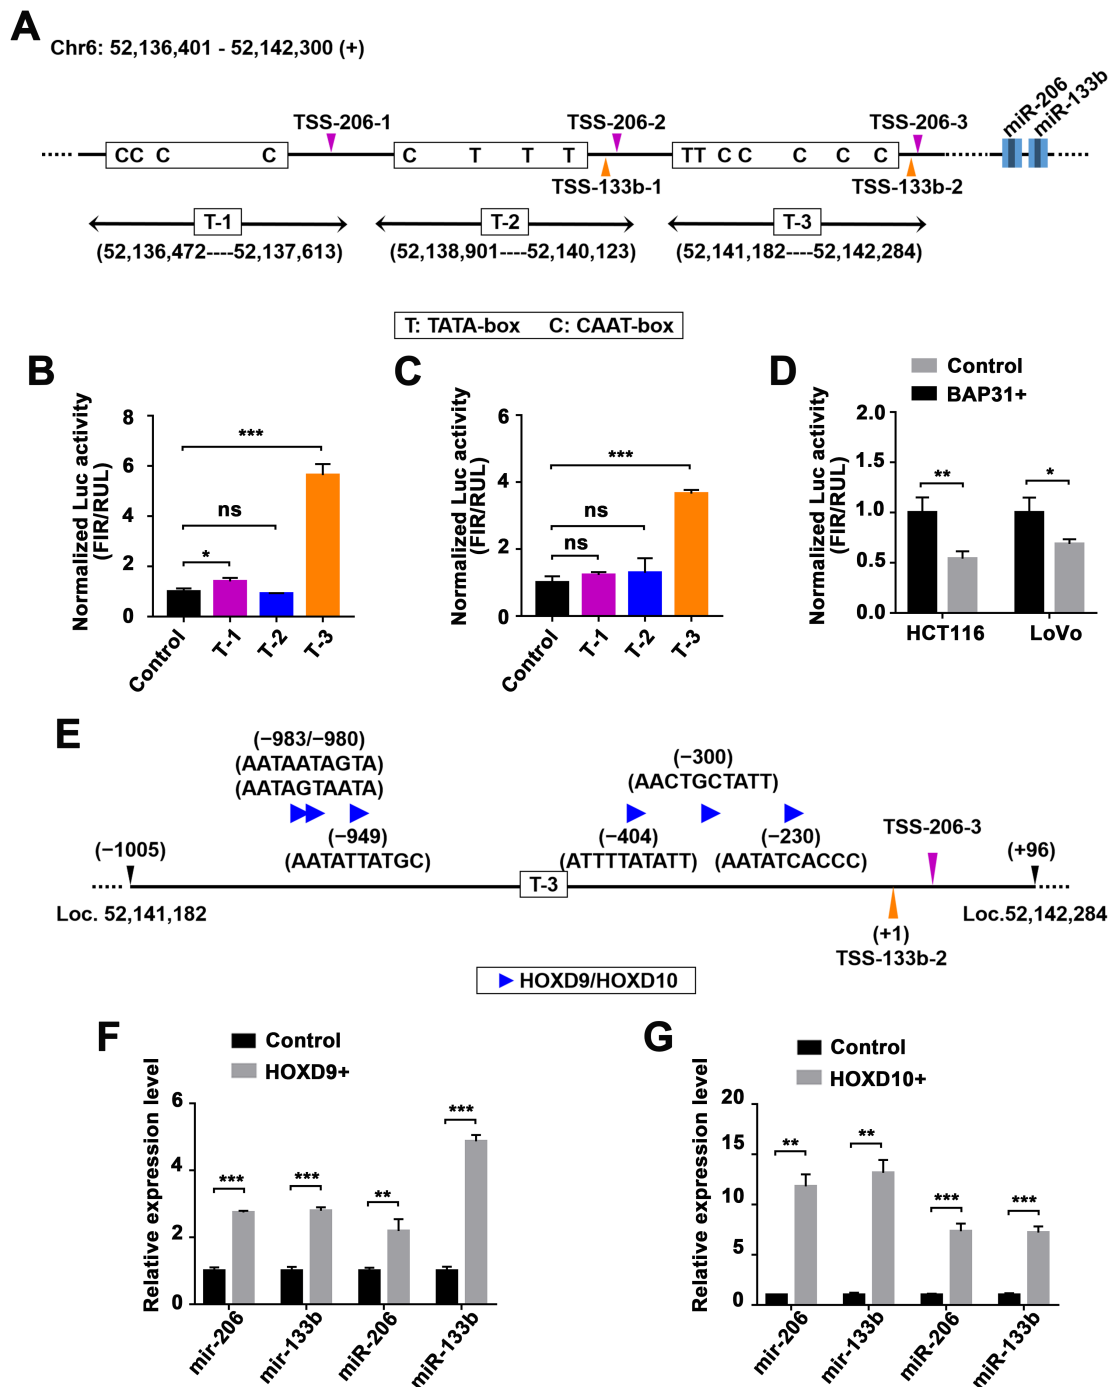 A
Chr6: 52,136,401 - 52,142,300 (+)
miR-206
miR-133b
TSS-206-1
TSS-206-2
TSS-206-3
CC C C
C T T T
TT C C C C C
TSS-133b-1
TSS-133b-2
T-1
T-2
T-3
(52,136,472----52,137,613)
(52,138,901----52,140,123)
(52,141,182----52,142,284)
T: TATA-box C: CAAT-box
B
Normalized Luc activity
(FIR/RUL)
8
6
4
2
0
***
ns
*
Control
T-1
T-2
T-3
C
Normalized Luc activity
(FIR/RUL)
6
4
2
0
***
ns
ns
Control
T-1
T-2
T-3
D
Control
BAP31+
Normalized Luc activity
(FIR/RUL)
2.0
1.5
1.0
0.5
0.0
**
*
HCT116
LoVo
E
(−983/−980)
(AATAATAGTA)
(AATAGTAATA)
(−949)
(AATATTATGC)
(−300)
(AACTGCTATT)
(−404)
(ATTTTATATT)
(−230)
(AATATCACCC)
TSS-206-3
(−1005)
(+96)
T-3
Loc. 52,141,182
Loc.52,142,284
(+1)
TSS-133b-2
HOXD9/HOXD10
F
Control
HOXD9+
Relative expression level
6
4
2
0
***
***
**
***
mir-206
mir-133b
miR-206
miR-133b
G
Control
HOXD10+
Relative expression level
20
15
10
5
0
**
**
***
***
mir-206
mir-133b
miR-206
miR-133b